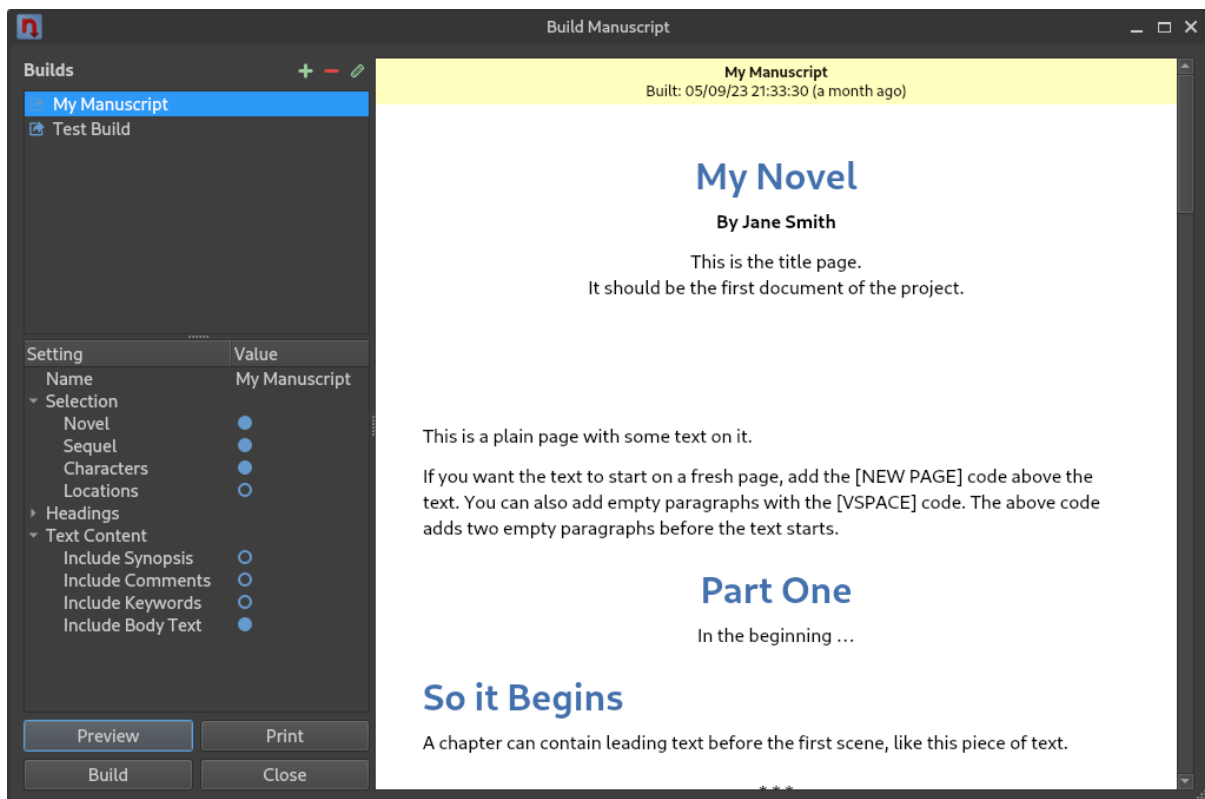 Build Manuscript
Builds
My Manuscript
Test Build
Setting Value
Name My Manuscript
Selection
Novel
Sequel
Characters
Locations
Headings
Text Content
Include Synopsis
Include Comments
Include Keywords
Include Body Text
Preview Print
Build Close
My Manuscript
Built: 05/09/23 21:33:30 (a month ago)
My Novel
By Jane Smith
This is the title page.
It should be the first document of the project.
This is a plain page with some text on it.
If you want the text to start on a fresh page, add the [NEW PAGE] code above the
text. You can also add empty paragraphs with the [VSPACE] code. The above code
adds two empty paragraphs before the text starts.
Part One
In the beginning …
So it Begins
A chapter can contain leading text before the first scene, like this piece of text.
* * *